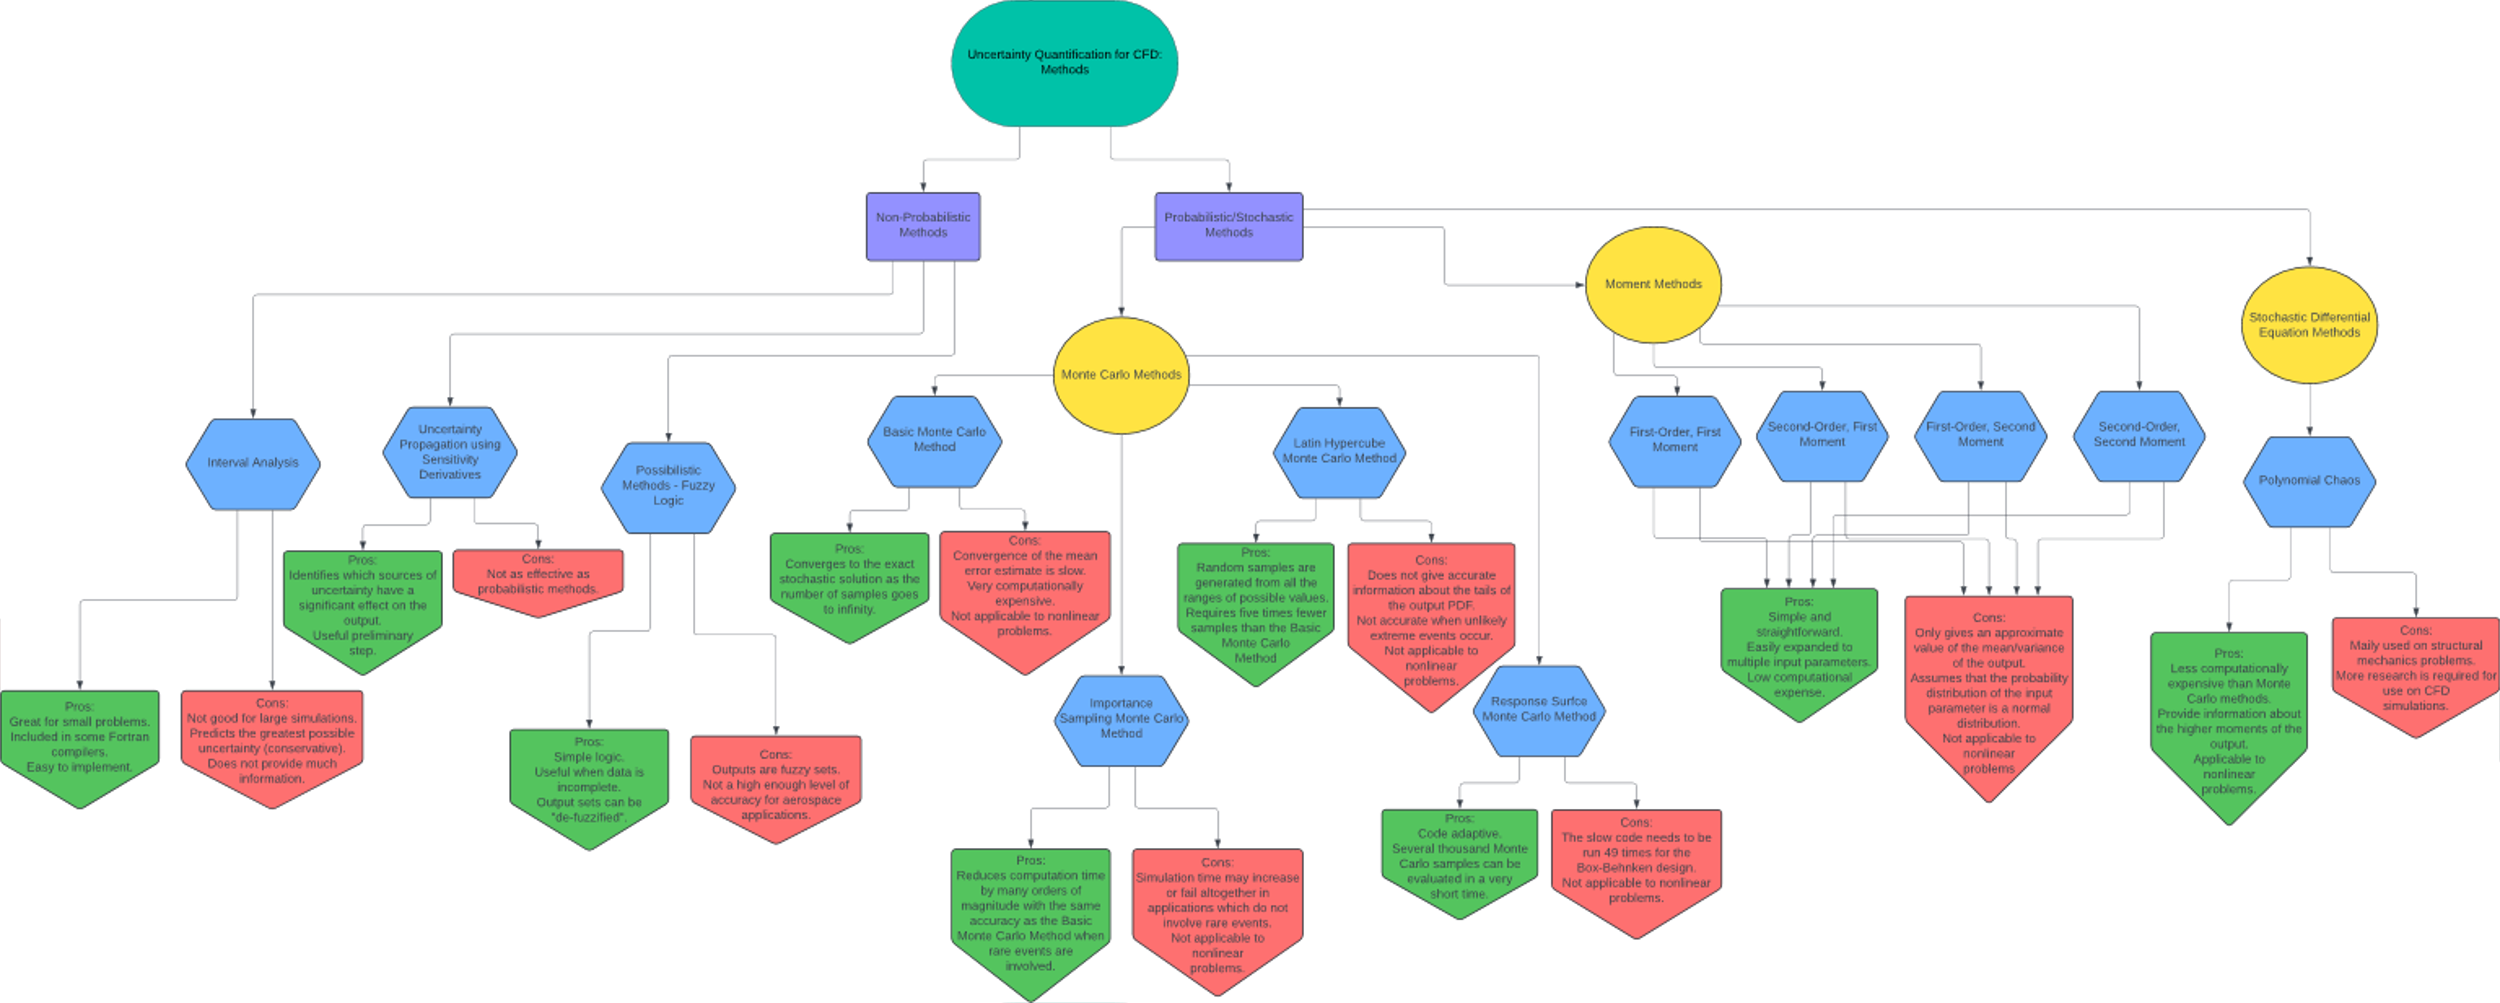 Uncertainty Quantification for CFD:
Methods
Non-Probabilistic
Methods
Probabilistic/Stochastic
Methods
Moment Methods
Stochastic Differential
Equation Methods
Monte Carlo Methods
Interval Analysis
Uncertainty
Propagation using
Sensitivity
Derivatives
Possibilistic
Methods - Fuzzy
Logic
Basic Monte Carlo
Method
Latin Hypercube
Monte Carlo Method
First-Order, First
Moment
Second-Order, First
Moment
First-Order, Second
Moment
Second-Order,
Second Moment
Polynomial Chaos
Pros:
Identifies which sources of
uncertainty have a
significant effect on the
output.
Useful preliminary
step.
Cons:
Not as effective as
probabilistic methods.
Pros:
Converges to the exact
stochastic solution as the
number of samples goes
to infinity.
Cons:
Convergence of the mean
error estimate is slow.
Very computationally
expensive.
Not applicable to nonlinear
problems.
Pros:
Random samples are
generated from all the
ranges of possible values.
Requires five times fewer
samples than the Basic
Monte Carlo
Method
Cons:
Does not give accurate
information about the tails of
the output PDF.
Not accurate when unlikely
extreme events occur.
Not applicable to
nonlinear
problems.
Pros:
Simple and
straightforward.
Easily expanded to
multiple input parameters.
Low computational
expense.
Cons:
Only gives an approximate
value of the mean/variance
of the output.
Assumes that the probability
distribution of the input
parameter is a normal
distribution.
Not applicable to
nonlinear
problems
Pros:
Less computationally
expensive than Monte
Carlo methods.
Provide information about
the higher moments of the
output.
Applicable to
nonlinear
problems.
Cons:
Maily used on structural
mechanics problems.
More research is required for
use on CFD
simulations.
Pros:
Great for small problems.
Included in some Fortran
compilers.
Easy to implement.
Cons:
Not good for large simulations.
Predicts the greatest possible
uncertainty (conservative).
Does not provide much
information.
Pros:
Simple logic.
Useful when data is
incomplete.
Output sets can be
"de-fuzzified".
Cons:
Outputs are fuzzy sets.
Not a high enough level of
accuracy for aerospace
applications.
Importance
Sampling Monte Carlo
Method
Response Surfce
Monte Carlo Method
Pros:
Reduces computation time
by many orders of
magnitude with the same
accuracy as the Basic
Monte Carlo Method when
rare events are
involved.
Cons:
Simulation time may increase
or fail altogether in
applications which do not
involve rare events.
Not applicable to
nonlinear
problems.
Pros:
Code adaptive.
Several thousand Monte
Carlo samples can be
evaluated in a very
short time.
Cons:
The slow code needs to be
run 49 times for the
Box-Behnken design.
Not applicable to nonlinear
problems.